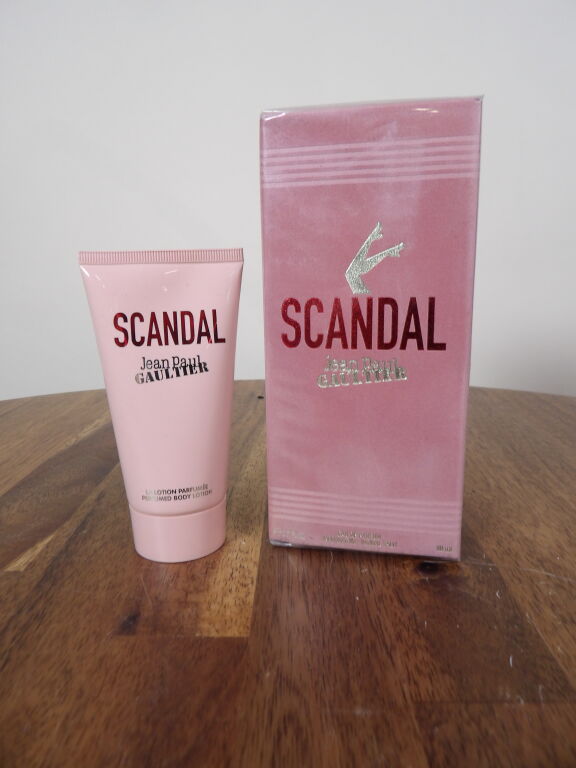 SCANDAL
Jean Paul
GAULTIER
LA LOTION PARFUMÉE
PERFUMED BODY LOTION
SCANDAL
Jean Paul
GAULTIER